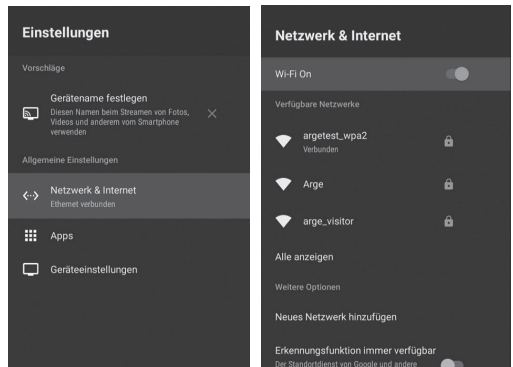 Einstellungen
Vorschläge
Gerätename festlegen
Diesen Namen beim Streamen von Fotos,
Videos und anderem vom Smartphone
verwenden
Allgemeine Einstellungen
Netzwerk & Internet
Ethernet verbunden
Apps
Geräteeinstellungen
Netzwerk & Internet
Wi-Fi On
Verfügbare Netzwerke
argetest_wpa2
Verbunden
Arge
arge_visitor
Alle anzeigen
Weitere Optionen
Neues Netzwerk hinzufügen
Erkennungsfunktion immer verfügbar
Der Standortdienst von Google und andere